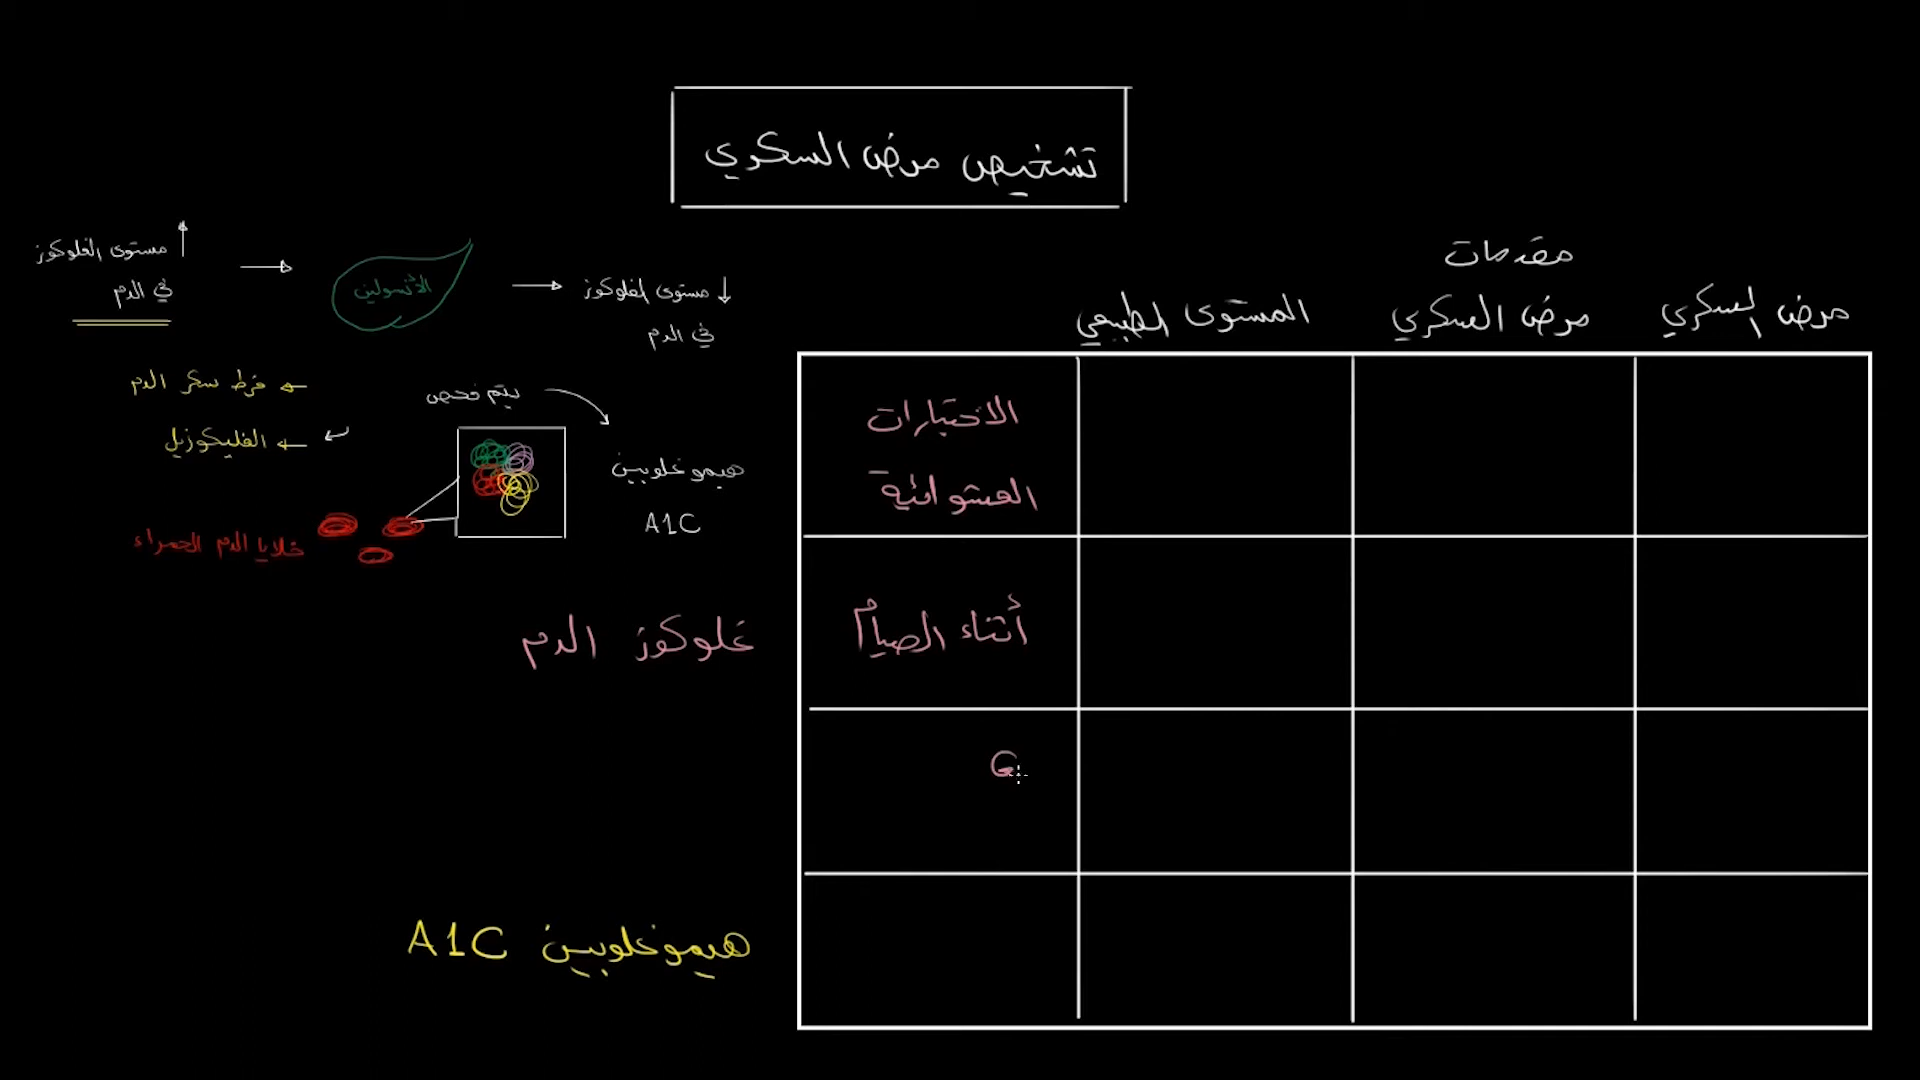 تشخيص مرض السكري
مستوى الغلوكوز
في الدم
الأنسولين
مستوى الغلوكوز
في الدم
فرط سكر الدم
الغليكوزيل
يتم فحص
هيموغلوبين
A1C
خلايا الدم الحمراء
مقدمات
مرض السكري
المستوى الطبيعي
مرض السكري
الاختبارات
العشوائية
أثناء الصيام
غلوكوز الدم
G
هيموغلوبين A1C